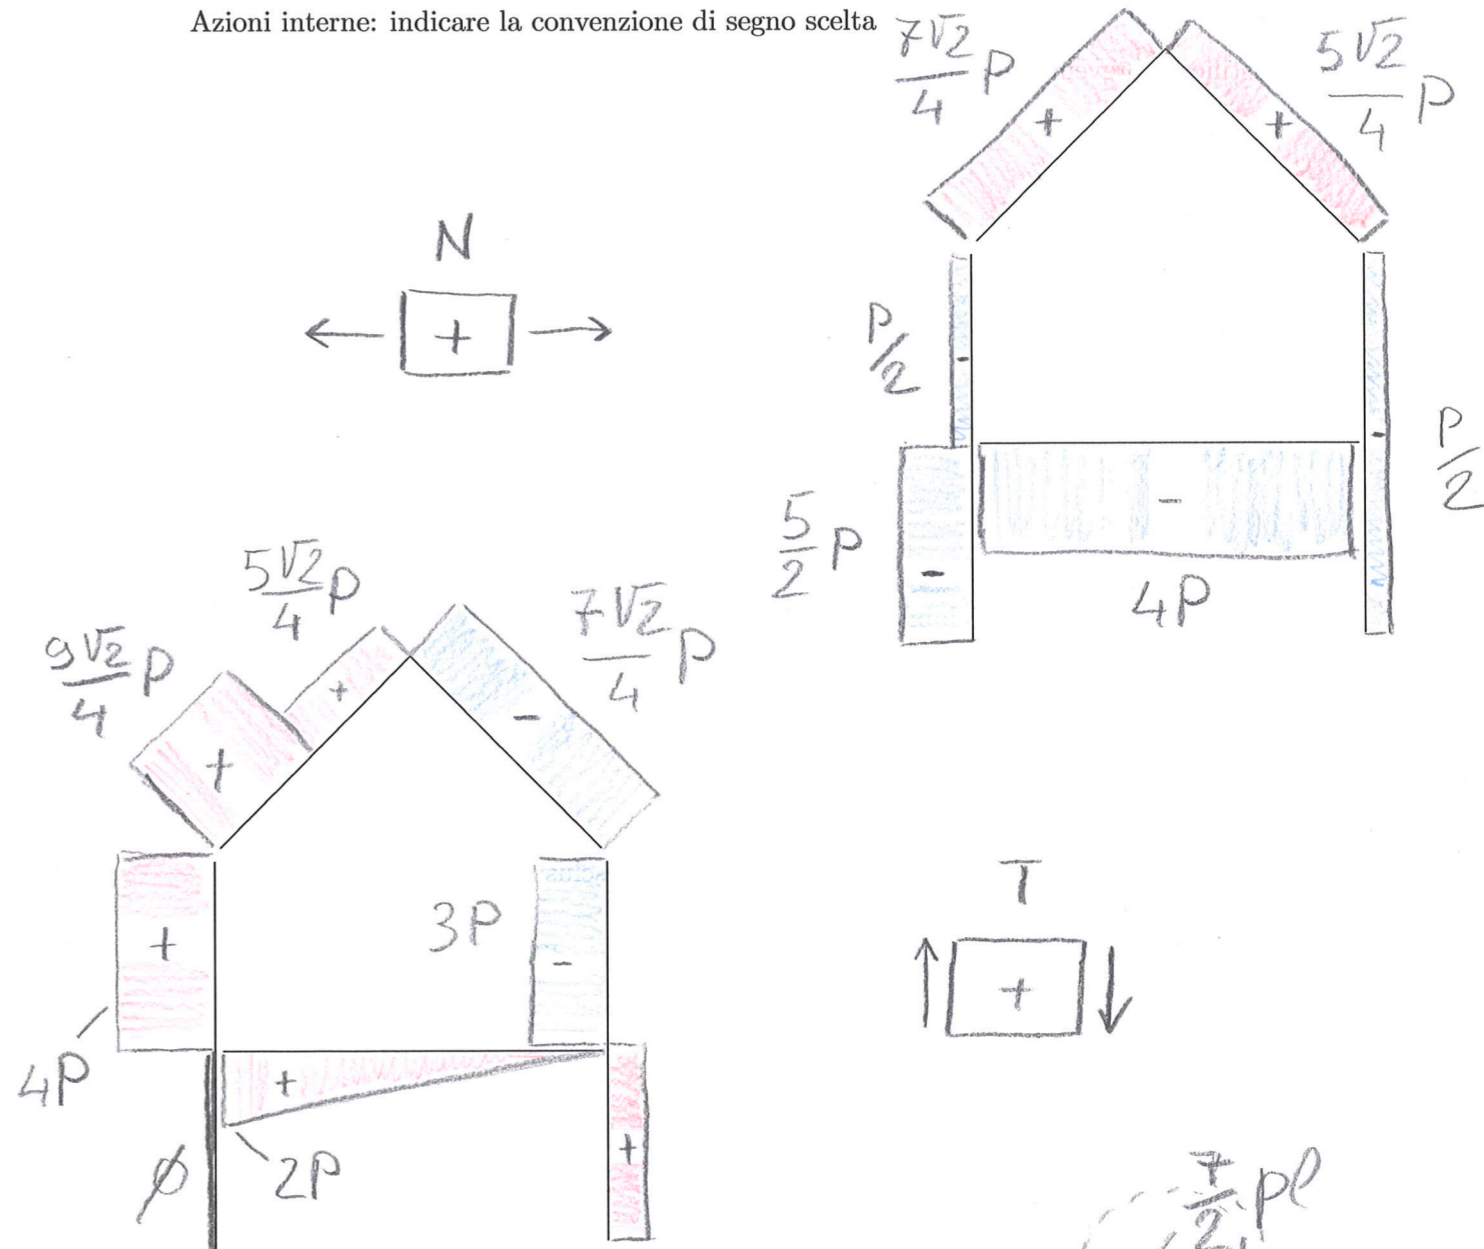 Azioni interne: indicare la convenzione di segno scelta
7√2/4 P
5√2/4 P
+
+
N
+
P/2
-
-
P/2
5/2 P
-
-
4P
5√2/4 P
7√2/4 P
9√2/4 P
+
-
+
T
+
3P
-
+
4P
+
+
∅
2P
7/2 Pl